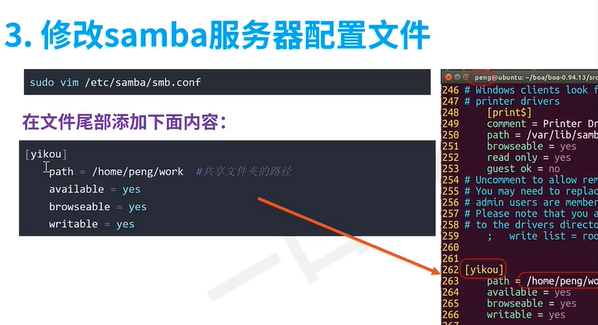 3. 修改samba服务器配置文件
sudo vim /etc/samba/smb.conf
在文件尾部添加下面内容：
[yikou]
path = /home/peng/work #共享文件夹的路径
available = yes
browseable = yes
writable = yes
peng@ubuntu: ~/boa/boa-0.94.13/src
246 # Windows clients look f
247 # printer drivers
248 [print$]
249 comment = Printer Dr
250 path = /var/lib/samb
251 browseable = yes
252 read only = yes
253 guest ok = no
254 # Uncomment to allow rem
255 # You may need to replac
256 # admin users are member
257 # Please note that you a
258 # to the drivers directo
259 ; write list = roo
260
261
262 [yikou]
263 path = /home/peng/wo
264 available = yes
265 browseable = yes
266 writable = yes